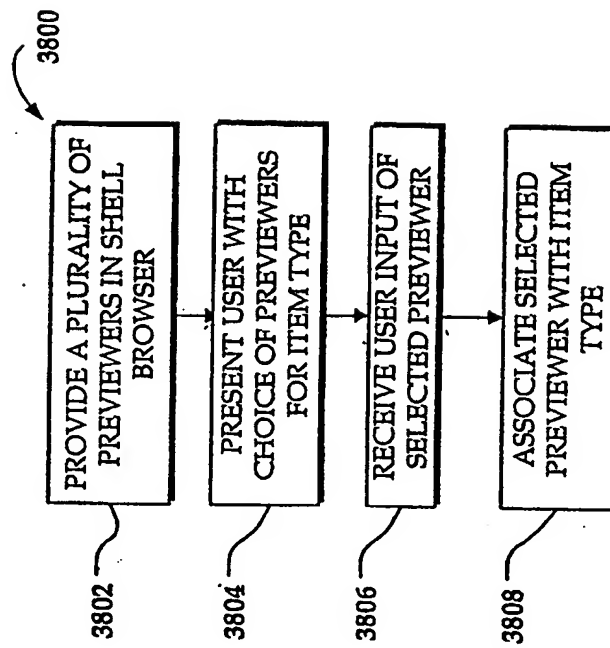 3800
PROVIDE A PLURALITY OF
PREVIEWERS IN SHELL
BROWSER
3802
PRESENT USER WITH
CHOICE OF PREVIEWERS
FOR ITEM TYPE
3804
RECEIVE USER INPUT OF
SELECTED PREVIEWER
3806
ASSOCIATE SELECTED
PREVIEWER WITH ITEM
TYPE
3808